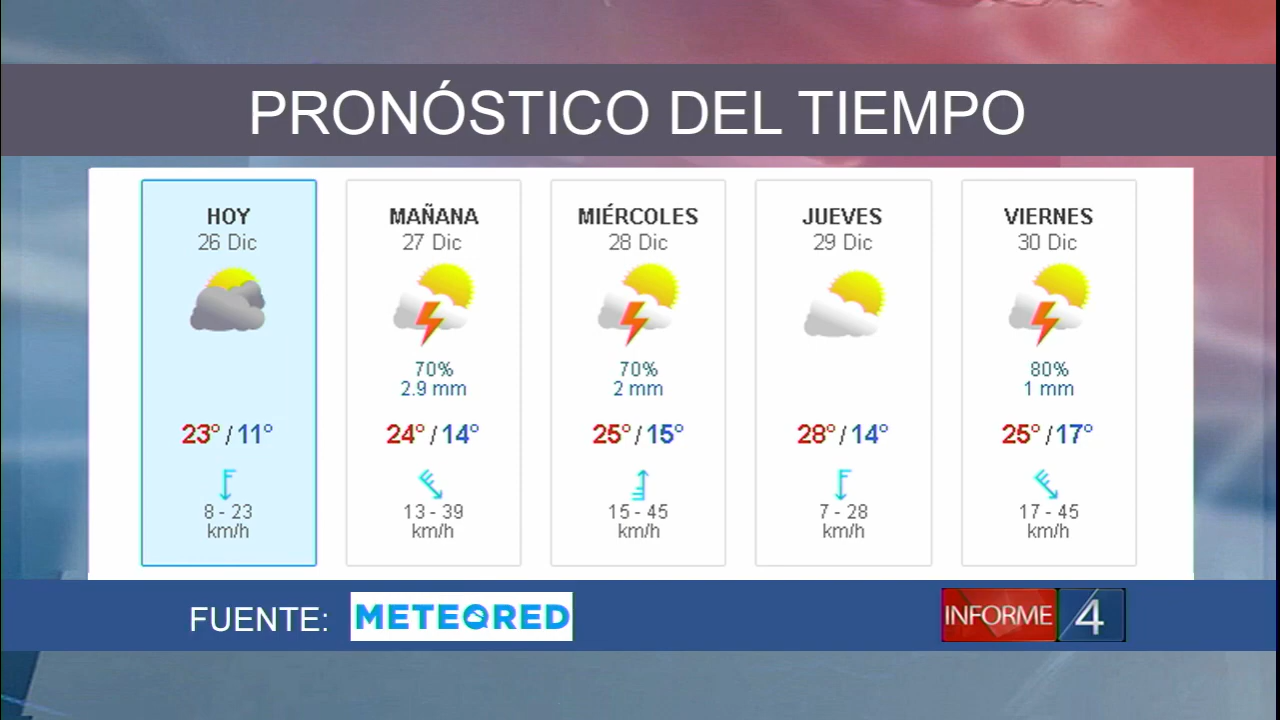 PRONÓSTICO DEL TIEMPO
HOY
26 Dic
23°/11°
8 - 23
km/h
MAÑANA
27 Dic
70%
2.9 mm
24°/14°
13 - 39
km/h
MIÉRCOLES
28 Dic
70%
2 mm
25°/15°
15 - 45
km/h
JUEVES
29 Dic
28°/14°
7 - 28
km/h
VIERNES
30 Dic
80%
1 mm
25°/17°
17 - 45
km/h
FUENTE: METEORED
INFORME 4